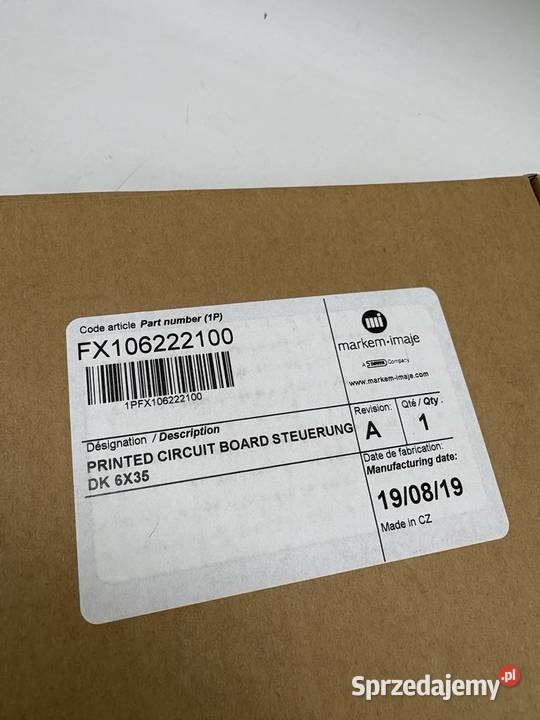 Code article Part number (1P)
FX106222100
1PFX106222100
mi
markem-imaje
A DOVER Company
www.markem-imaje.com
Désignation / Description
PRINTED CIRCUIT BOARD STEUERUNG
DK 6X35
Revision:
A
Qté / Qty.
1
Date de fabrication:
Manufacturing date:
19/08/19
Made in CZ
Sprzedajemy.pl